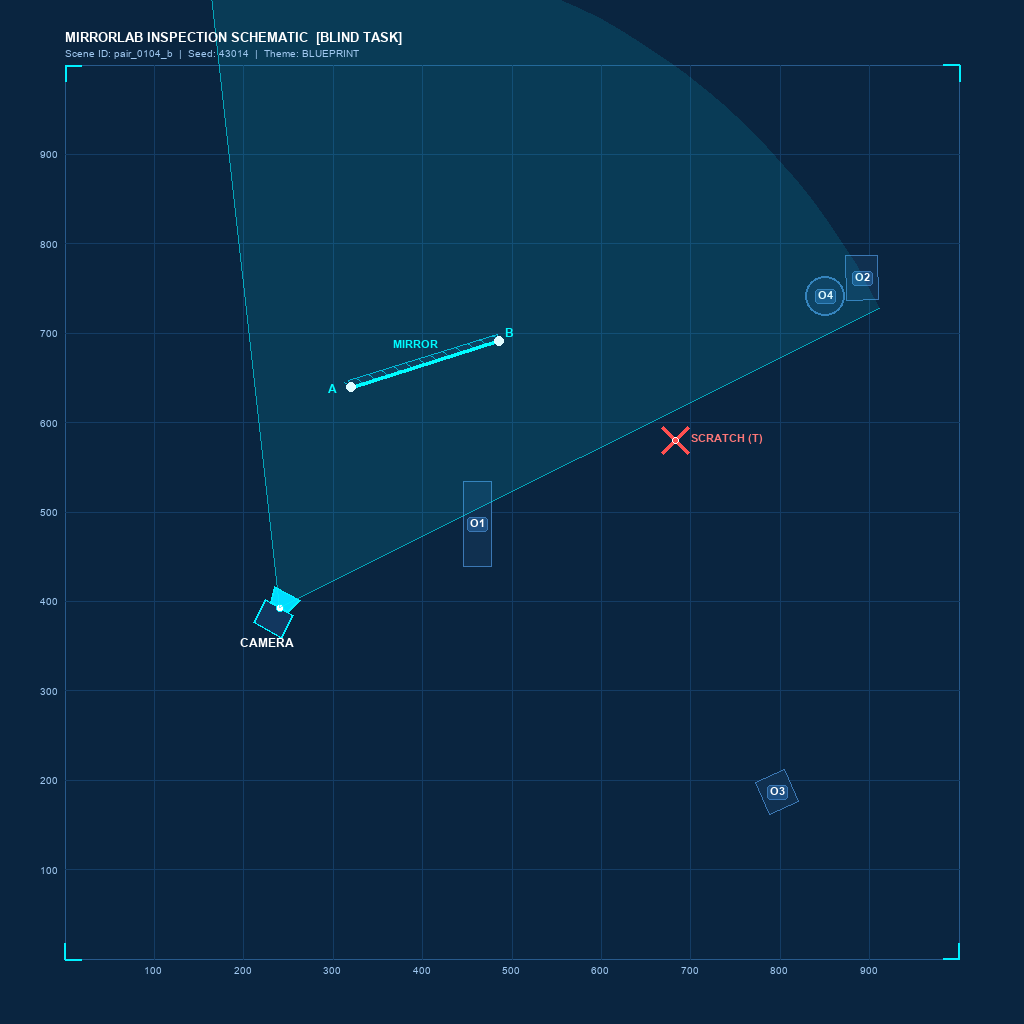 MIRRORLAB INSPECTION SCHEMATIC [BLIND TASK]
Scene ID: pair_0104_b | Seed: 43014 | Theme: BLUEPRINT
900
800
O2
O4
700
B
MIRROR
A
600
SCRATCH (T)
500
O1
400
CAMERA
300
200
O3
100
100 200 300 400 500 600 700 800 900